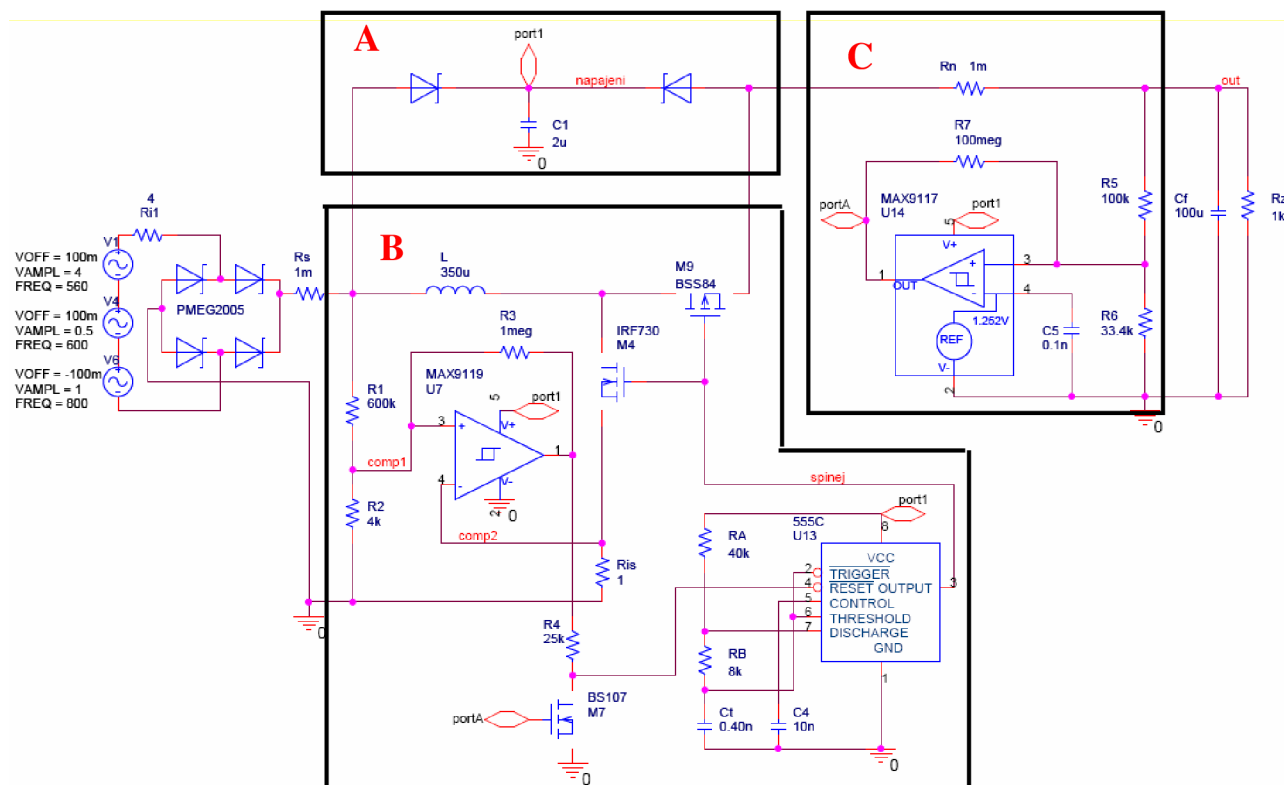 A
port1
napajeni
C1
2u
0
C
Rn 1m
out
R7
100meg
MAX9117
U14
portA
port1
5
V+
+
3
1
OUT
-
4
1.252V
REF
V-
2
C5
0.1n
R5
100k
R6
33.4k
Cf
100u
Rz
1k
0
4
Ri1
V1
VOFF = 100m
VAMPL = 4
FREQ = 560
V4
VOFF = 100m
VAMPL = 0.5
FREQ = 600
V6
VOFF = -100m
VAMPL = 1
FREQ = 800
PMEG2005
Rs
1m
0
B
L
350u
M9
BSS84
R3
1meg
IRF730
M4
MAX9119
U7
R1
600k
comp1
R2
4k
3
+
5
V+
port1
1
4
-
V-
2
0
comp2
Ris
1
R4
25k
BS107
M7
portA
0
spinej
port1
8
555C
U13
RA
40k
VCC
2
TRIGGER
4
RESET OUTPUT
3
5
CONTROL
6
THRESHOLD
7
DISCHARGE
GND
1
RB
8k
Ct
0.40n
C4
10n
0